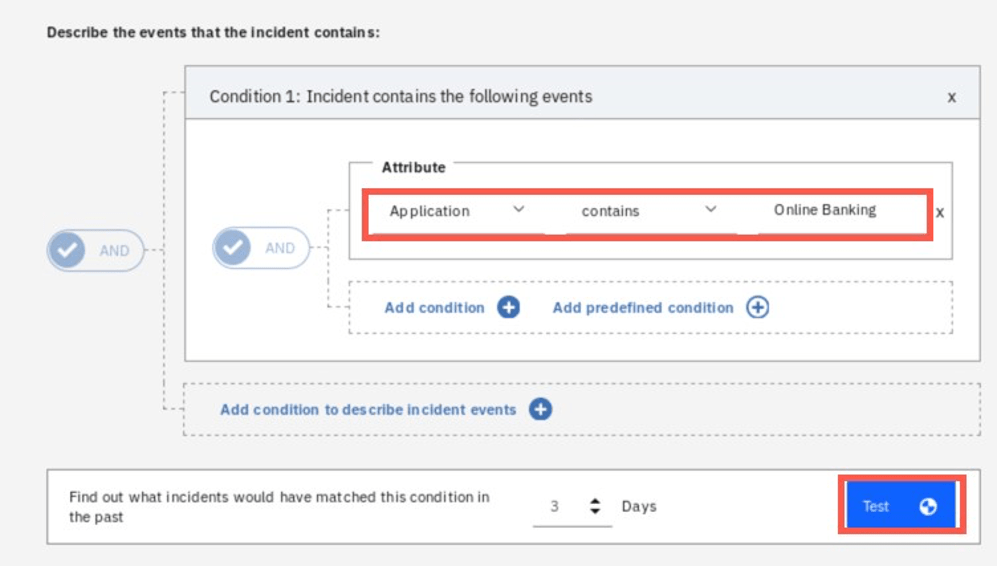 Describe the events that the incident contains:
Condition 1: Incident contains the following events x
Attribute
Application contains Online Banking x
AND AND
Add condition Add predefined condition
Add condition to describe incident events
Find out what incidents would have matched this condition in
the past
3 Days Test